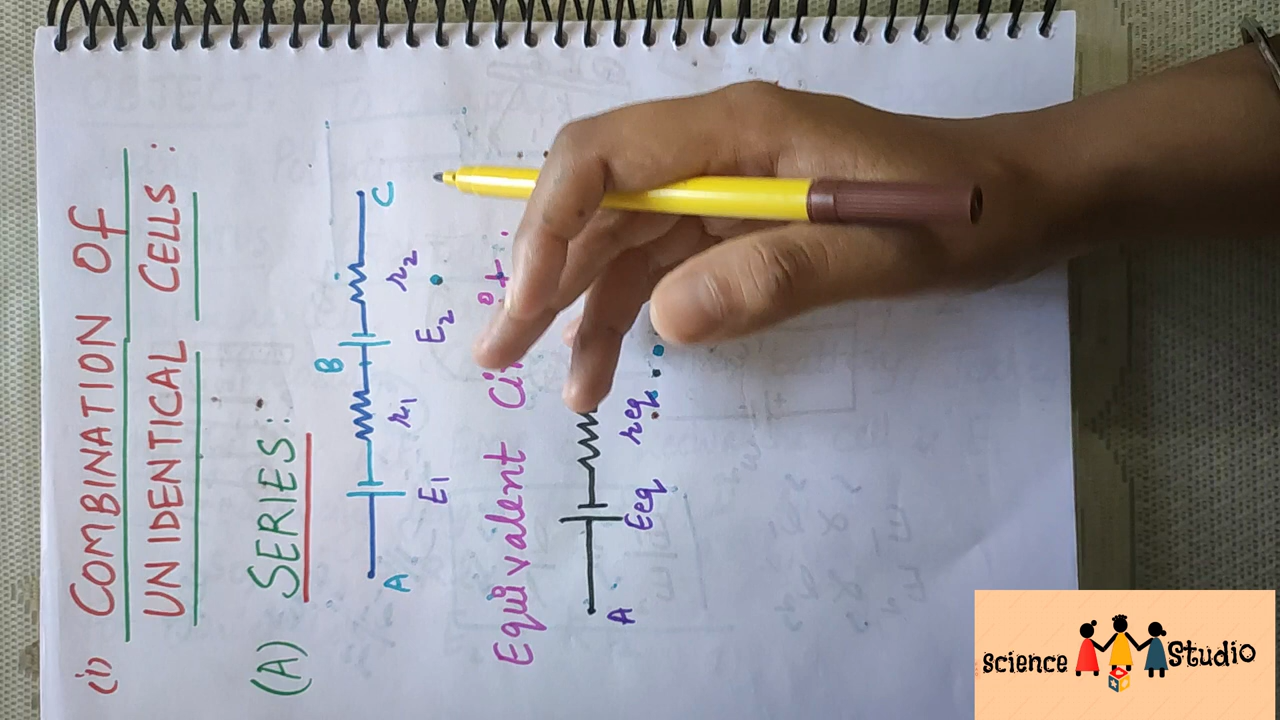 (i) COMBINATION Of
UNIDENTICAL CELLS:
(A) SERIES:
B
A C
E1 r1 E2 r2
Equivalent
A
Eeq req
Science Studio